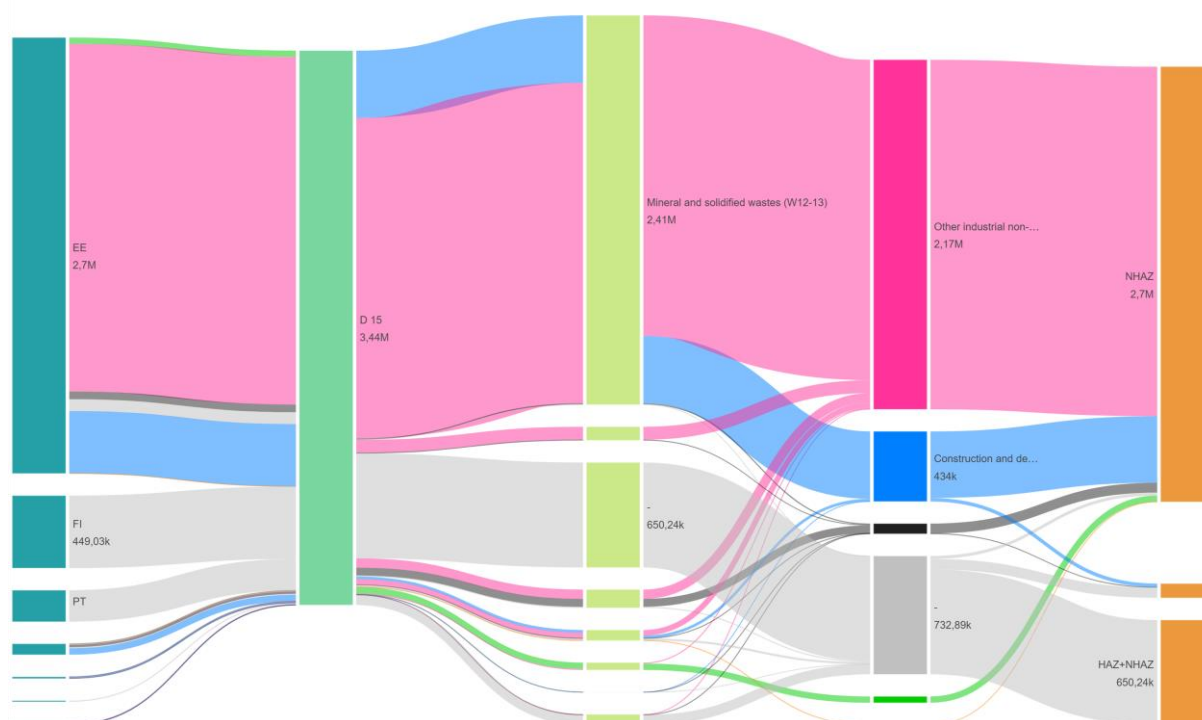 EE
2,7M
FI
449,03k
PT
D 15
3,44M
Mineral and solidified wastes (W12-13)
2,41M
-
650,24k
Other industrial non-…
2,17M
Construction and de…
434k
-
732,89k
NHAZ
2,7M
HAZ+NHAZ
650,24k